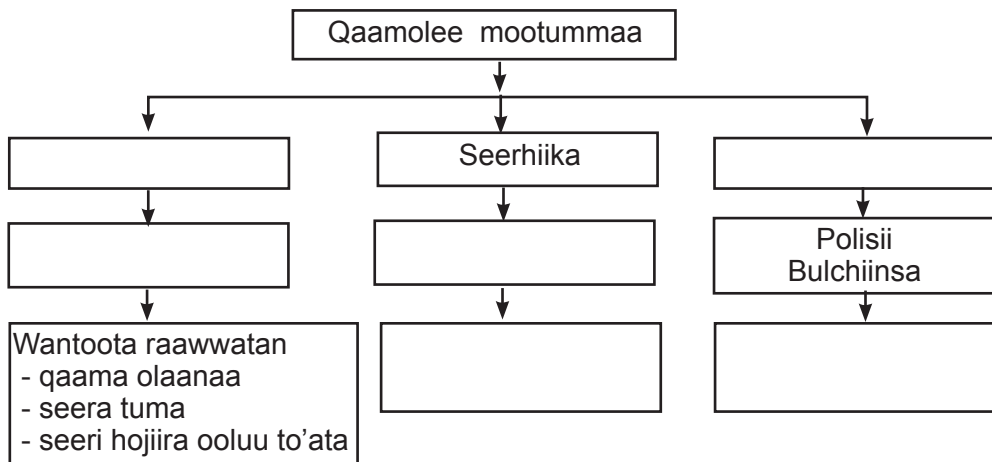 Qaamolee mootummaa
Seerhiika
Polisii
Bulchiinsa
Wantoota raawwatan
- qaama olaanaa
- seera tuma
- seeri hojiira ooluu to’ata